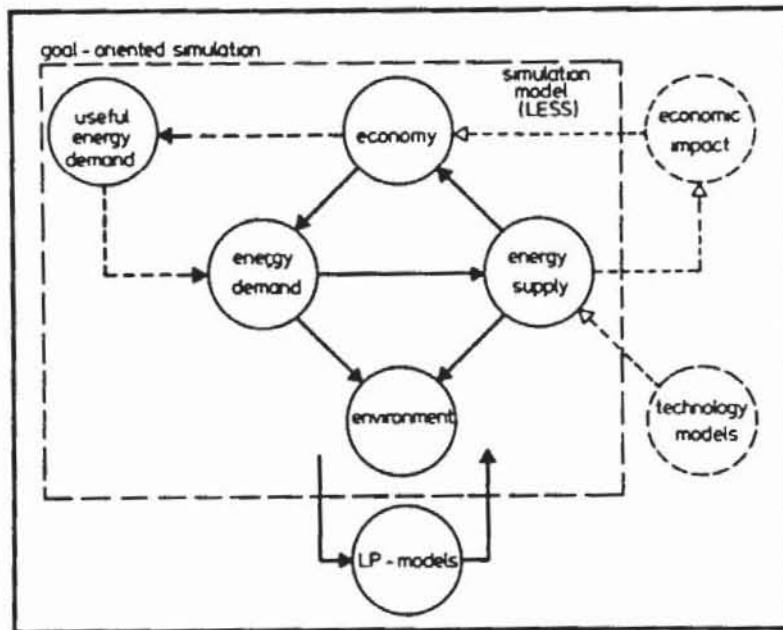 goal - oriented simulation
simulation
model
(LESS)
useful
energy
demand
economy
economic
impact
energy
demand
energy
supply
environment
technology
models
LP - models